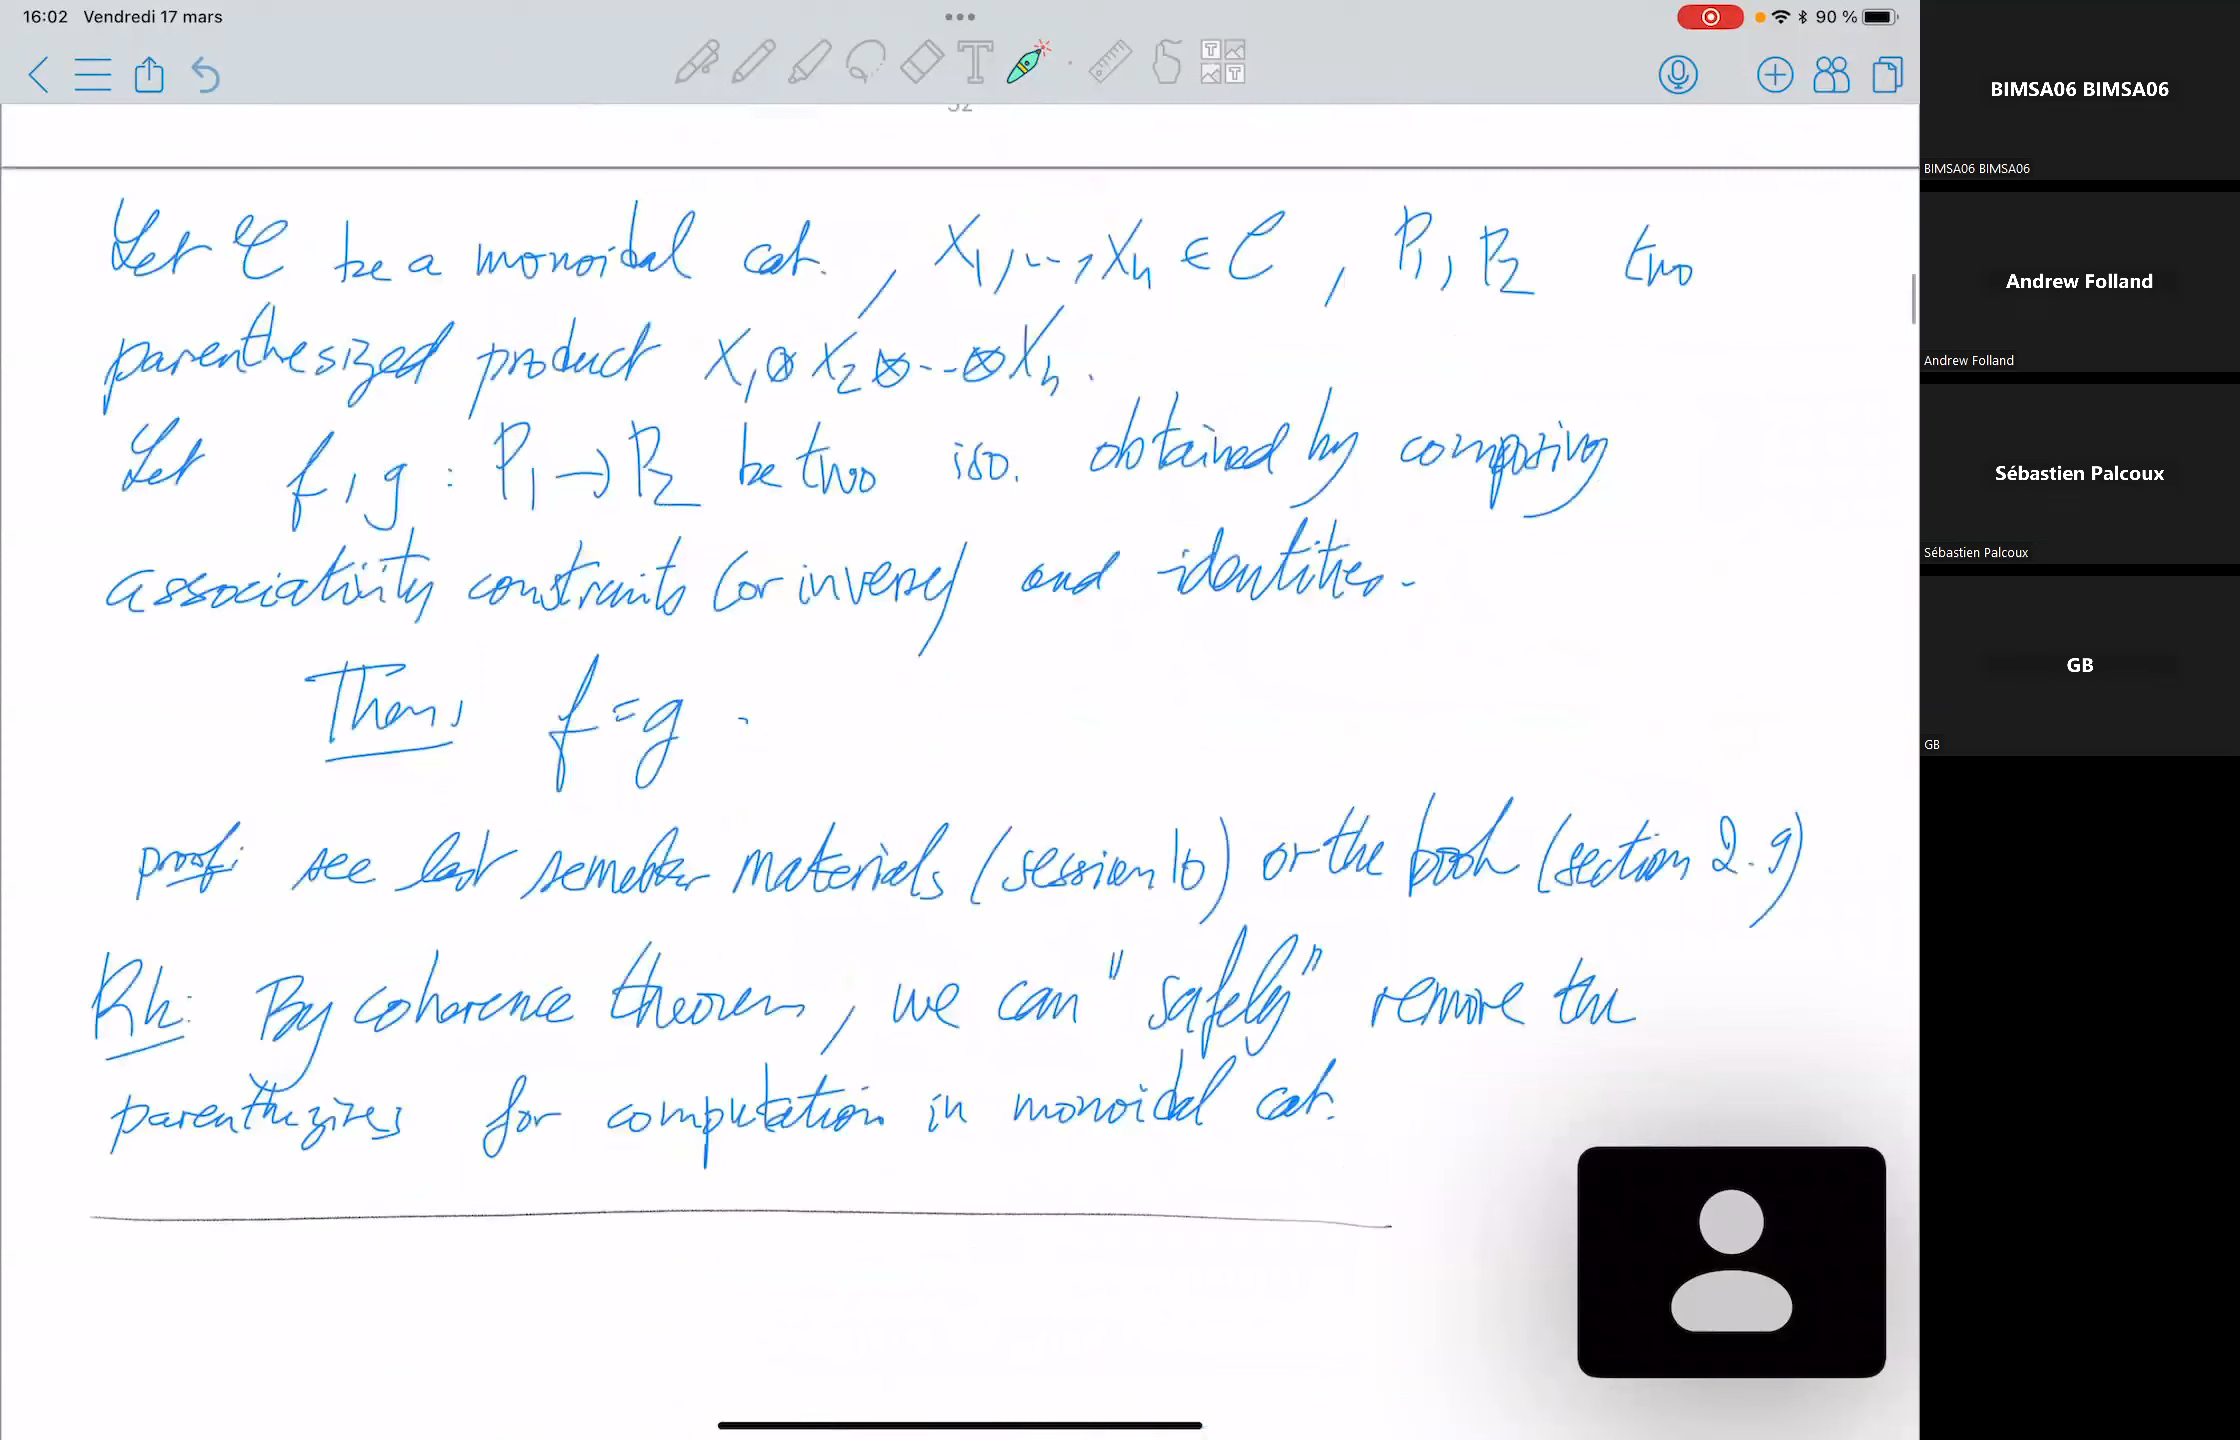 16:02 Vendredi 17 mars
90 %
Let C be a monoidal cat. , X₁, ..., Xₙ ∈ C , P₁, P₂ two
parenthesized product X₁ ⊗ X₂ ⊗ ... ⊗ Xₙ .
Let f, g : P₁ → P₂ be two iso. obtained by composing
associativity constraints (or inverse) and identities.
Then, f = g .
proof: see last semester materials (session 10) or the book (section 2.9)
Rk: By coherence theorem, we can "safely" remove the
for computation in monoidal cat.
BIMSA06 BIMSA06
BIMSA06 BIMSA06
Andrew Folland
Andrew Folland
Sébastien Palcoux
Sébastien Palcoux
GB
GB